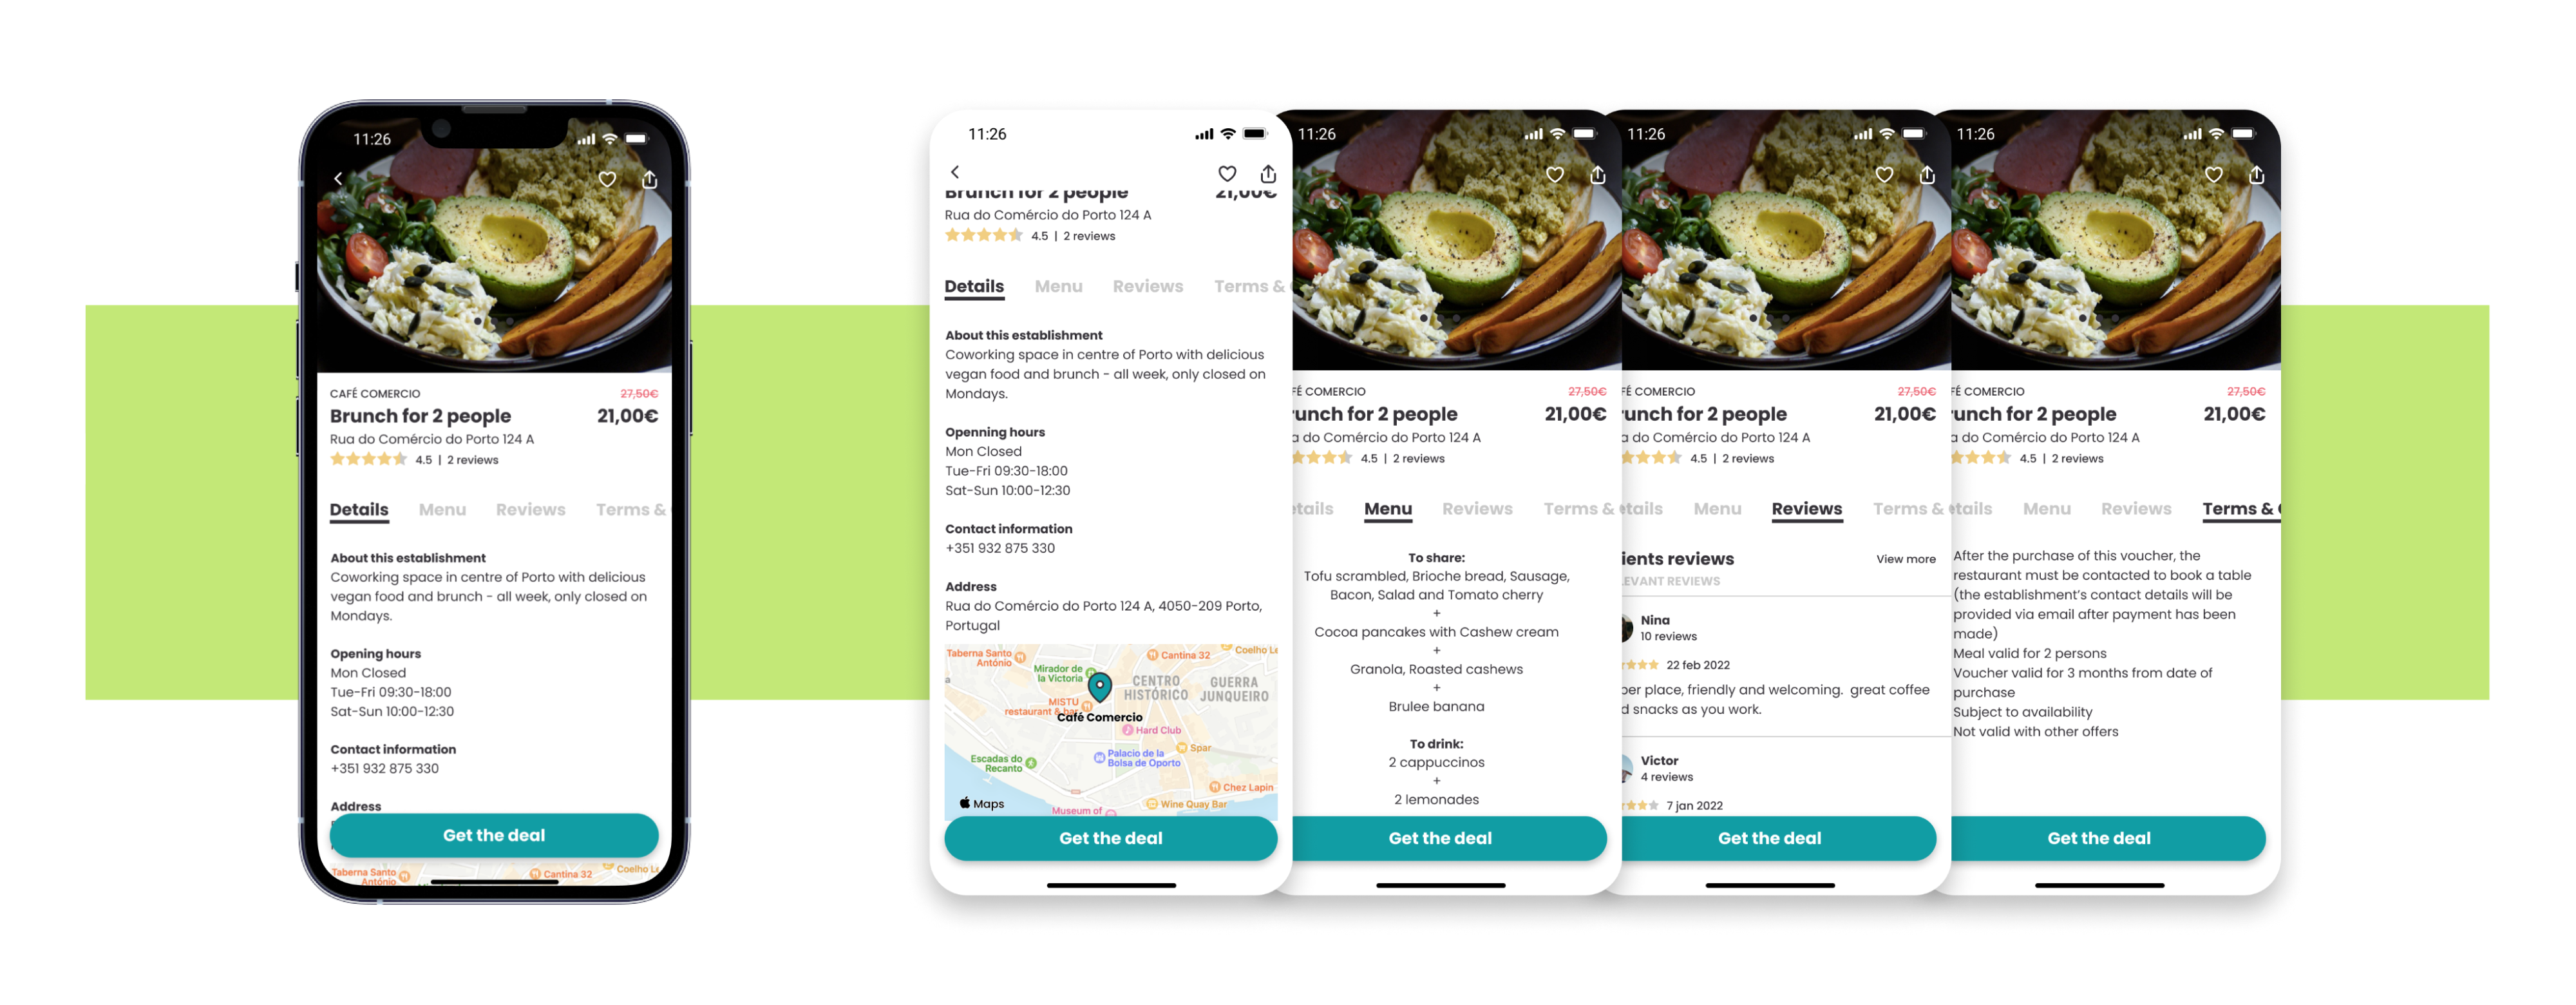 11:26
CAFÉ COMERCIO 27,50€
Brunch for 2 people 21,00€
Rua do Comércio do Porto 124 A
4.5 | 2 reviews
Details Menu Reviews Terms &
About this establishment
Coworking space in centre of Porto with delicious
vegan food and brunch - all week, only closed on
Mondays.
Opening hours
Mon Closed
Tue-Fri 09:30-18:00
Sat-Sun 10:00-12:30
Contact information
+351 932 875 330
Address
Get the deal
Taberna Santo
António
Cantina 32
Coelho Le
11:26
Brunch for 2 people 21,00€
Rua do Comércio do Porto 124 A
4.5 | 2 reviews
Details Menu Reviews Terms &
About this establishment
Coworking space in centre of Porto with delicious
vegan food and brunch - all week, only closed on
Mondays.
Openning hours
Mon Closed
Tue-Fri 09:30-18:00
Sat-Sun 10:00-12:30
Contact information
+351 932 875 330
Address
Rua do Comércio do Porto 124 A, 4050-209 Porto,
Portugal
Taberna Santo
António
Mirador de
la Victoria
Cantina 32
Coelho Le
CENTRO
HISTÓRICO
GUERRA
JUNQUEIRO
MISTU
restaurant & bar
Café Comercio
Hard Club
Spar
Escadas do
Recanto
Palacio de la
Bolsa de Oporto
Chez Lapin
Maps
Museum of
Wine Quay Bar
Get the deal
11:26
FÉ COMERCIO 27,50€
runch for 2 people 21,00€
a do Comércio do Porto 124 A
4.5 | 2 reviews
tails Menu Reviews Terms &
To share:
Tofu scrambled, Brioche bread, Sausage,
Bacon, Salad and Tomato cherry
+
Cocoa pancakes with Cashew cream
+
Granola, Roasted cashews
+
Brulee banana
To drink:
2 cappuccinos
+
2 lemonades
Get the deal
11:26
FÉ COMERCIO 27,50€
runch for 2 people 21,00€
a do Comércio do Porto 124 A
4.5 | 2 reviews
tails Menu Reviews Terms &
ients reviews View more
EVANT REVIEWS
Nina
10 reviews
22 feb 2022
per place, friendly and welcoming. great coffee
d snacks as you work.
Victor
4 reviews
7 jan 2022
Get the deal
11:26
FÉ COMERCIO 27,50€
runch for 2 people 21,00€
a do Comércio do Porto 124 A
4.5 | 2 reviews
tails Menu Reviews Terms &
After the purchase of this voucher, the
restaurant must be contacted to book a table
(the establishment's contact details will be
provided via email after payment has been
made)
Meal valid for 2 persons
Voucher valid for 3 months from date of
purchase
Subject to availability
Not valid with other offers
Get the deal